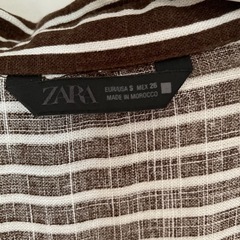 ZARA
EUR/USA S MEX 26
MADE IN MOROCCO